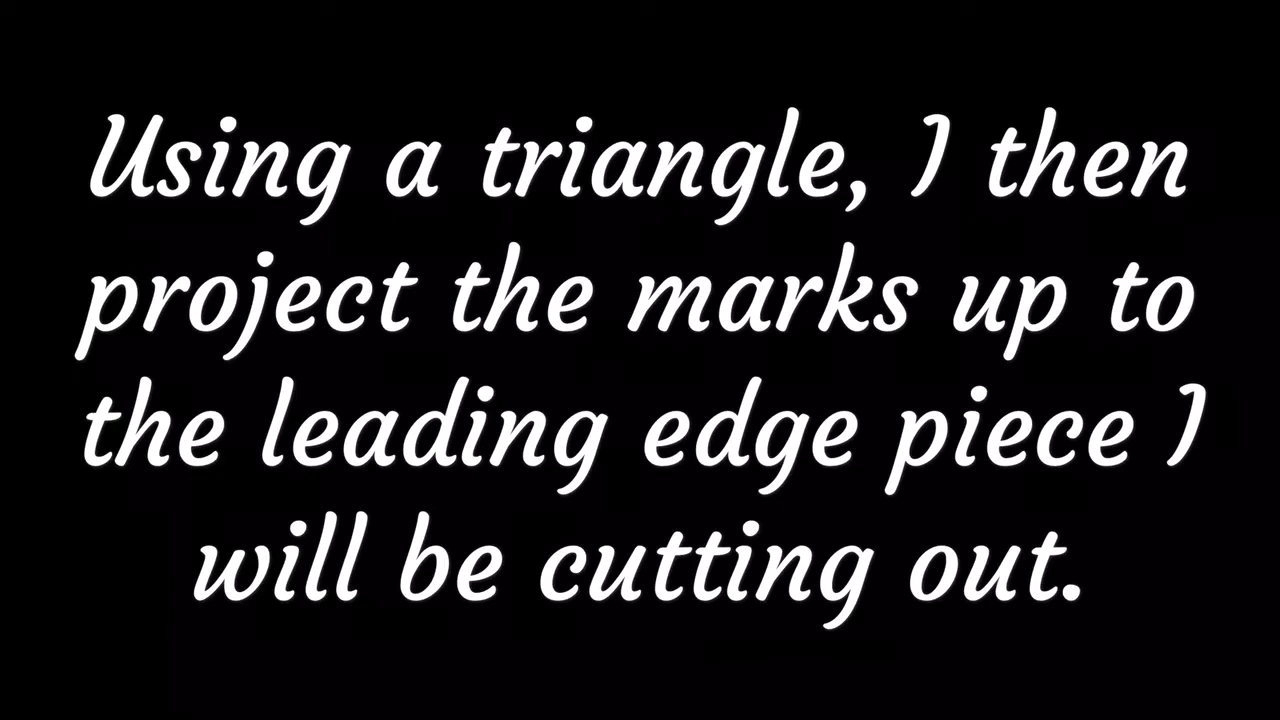 Using a triangle, I then
project the marks up to
the leading edge piece I
will be cutting out.